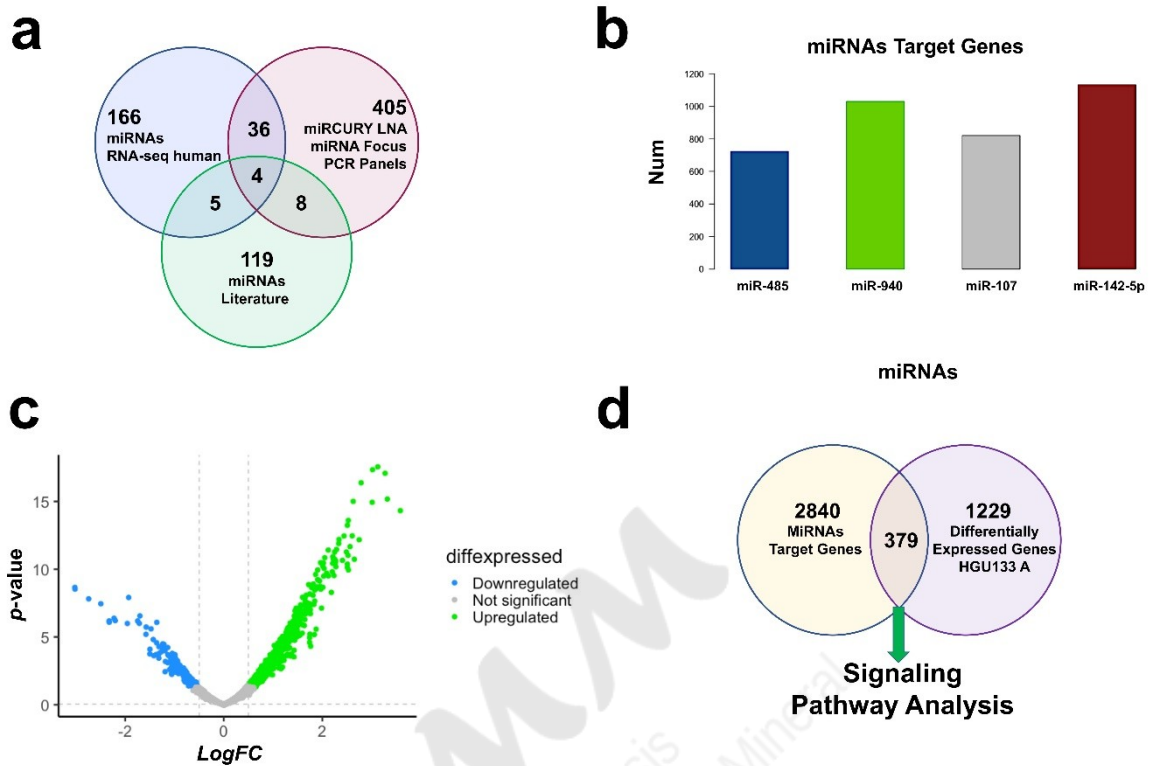 a
166
miRNAs
RNA-seq human
36
405
miRCURY LNA
miRNA Focus
PCR Panels
4
5
8
119
miRNAs
Literature
b
miRNAs Target Genes
Num
1200
1000
800
600
400
200
0
miR-485
miR-940
miR-107
miR-142-5p
c
p-value
15
10
5
0
-2
0
2
LogFC
diffexpressed
Downregulated
Not significant
Upregulated
miRNAs
d
2840
MiRNAs
Target Genes
379
1229
Differentially
Expressed Genes
HGU133 A
Signaling
Pathway Analysis